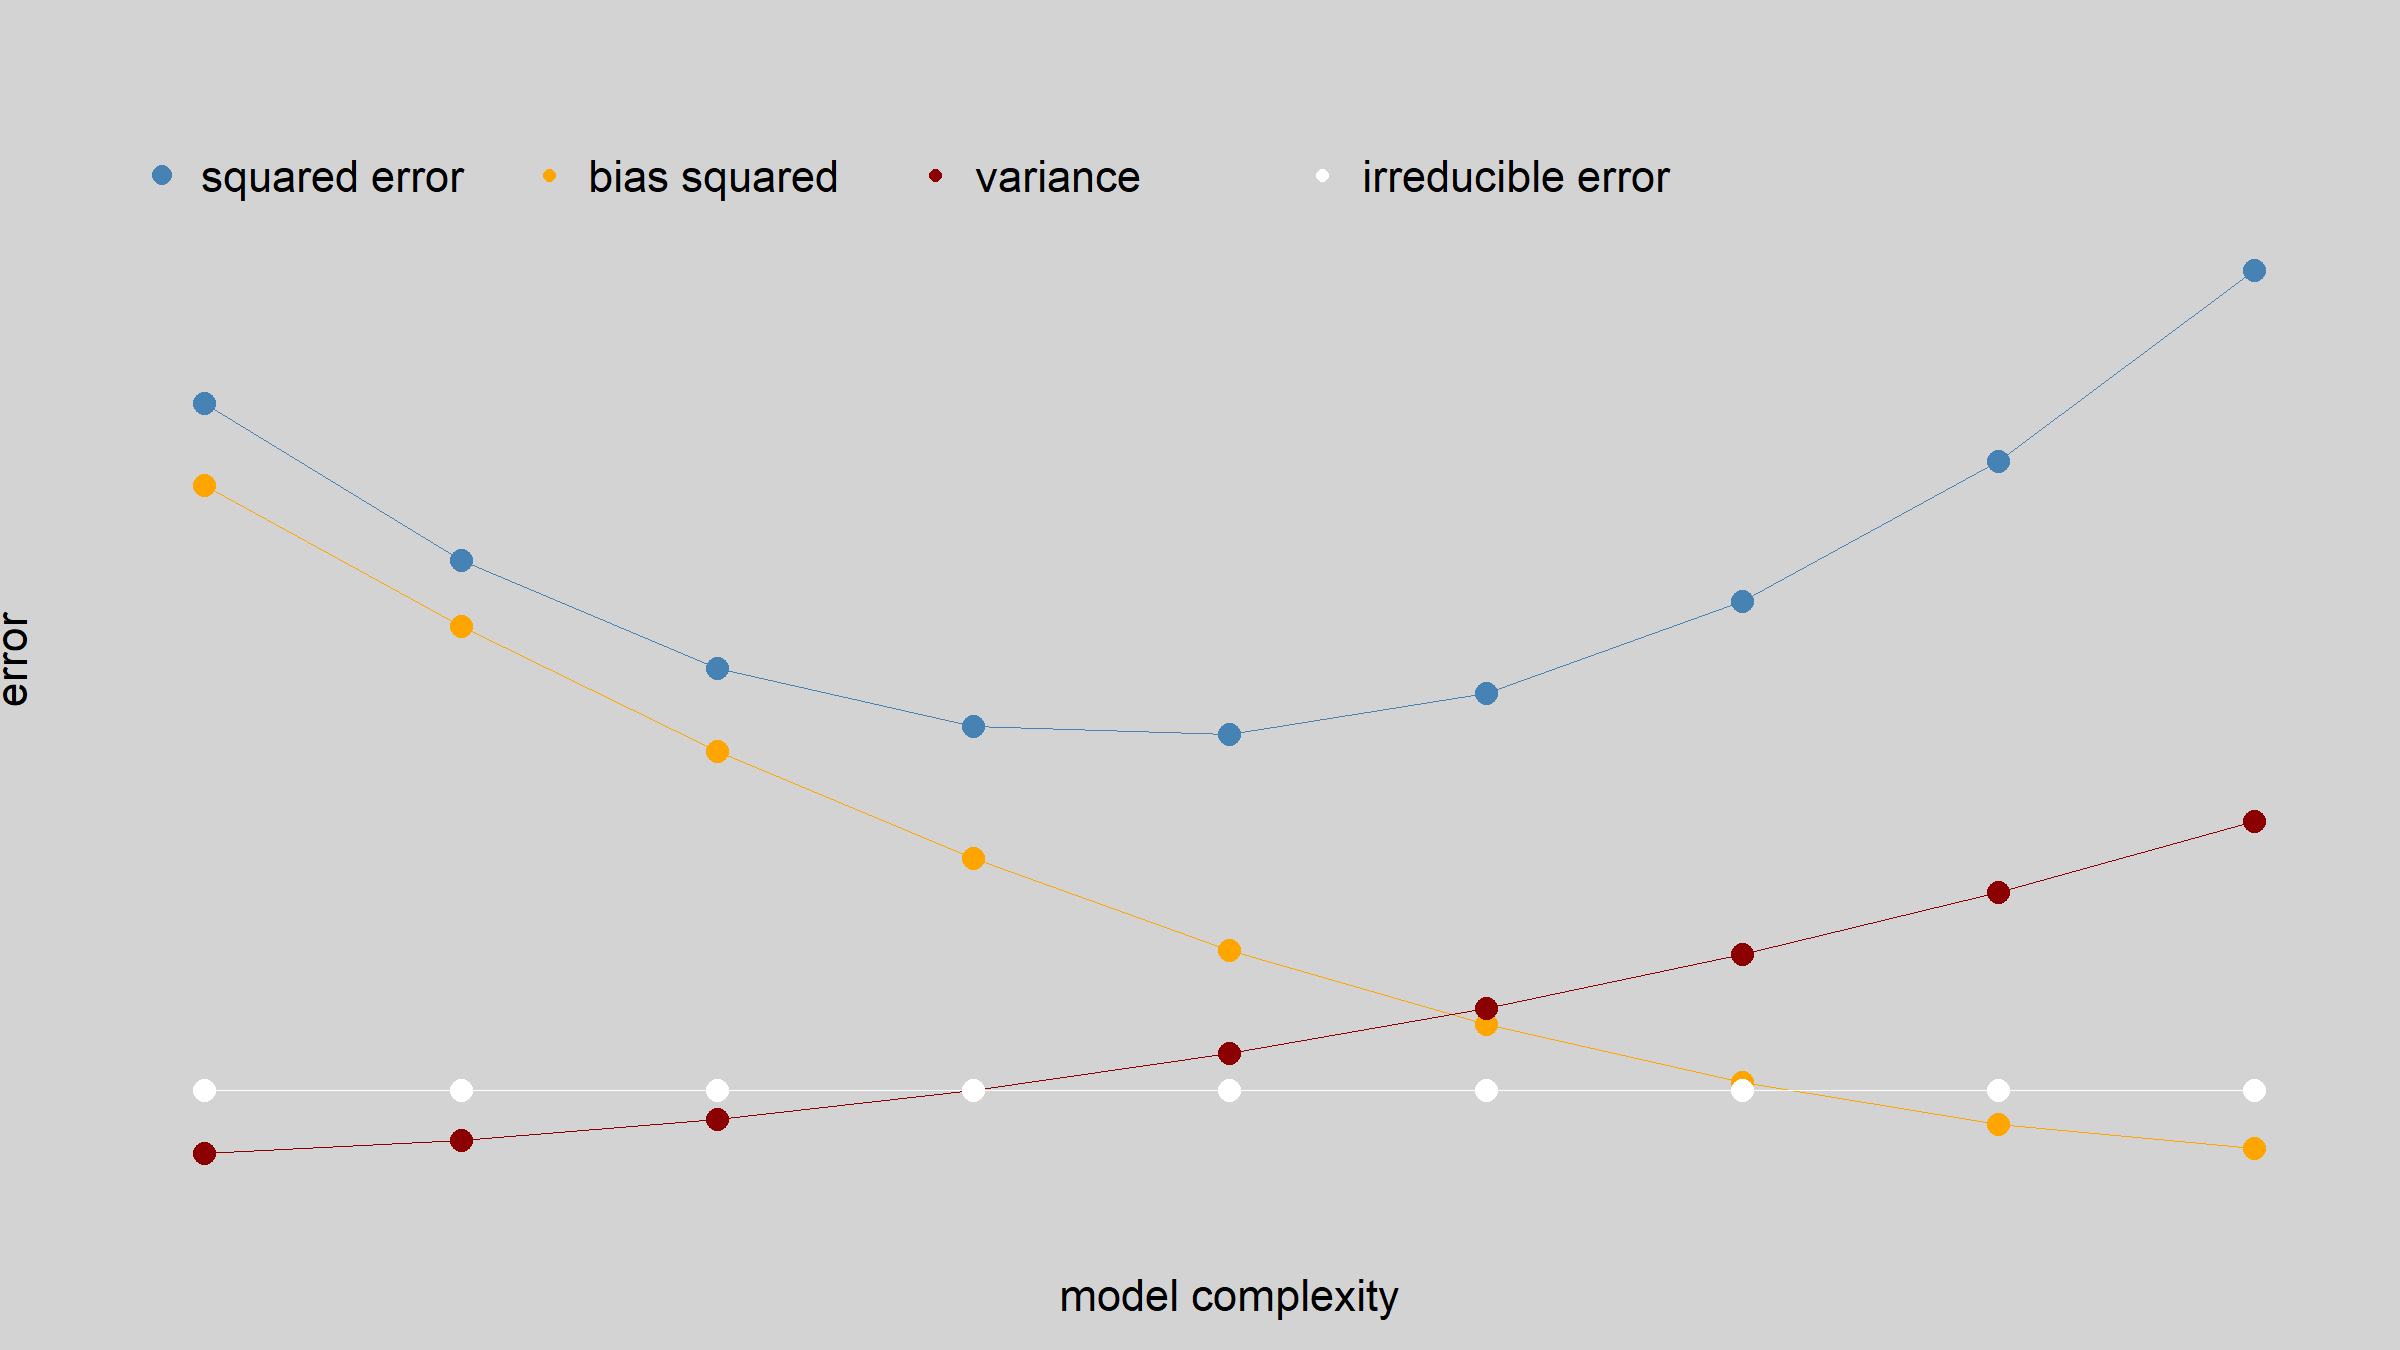 squared error
bias squared
variance
irreducible error
error
model complexity